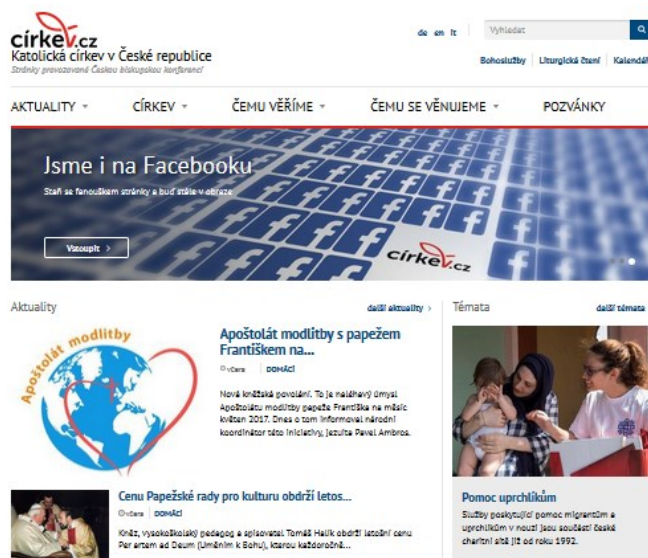 církev.cz
Katolická církev v České republice
Stránky provozované Českou biskupskou konferencí
de en it
Vyhledat
Bohoslužby Liturgická čtení Kalendář
AKTUALITY CÍRKEV ČEMU VĚŘÍME ČEMU SE VĚNUJEME POZVÁNKY
Jsme i na Facebooku
Staň se fanouškem stránky a buď stále v obraze
Vstoupit >
církev.cz
Aktuality
další aktuality >
Apoštolát modlitby
Apoštolát modlitby s papežem
Františkem na...
včera DOMÁCÍ
Nová kněžská povolání. To je naléhavý úmysl
Apoštolátu modlitby papeže Františka na měsíc
květen 2017. Dnes o tom informoval národní
koordinátor této iniciativy, jezuita Pavel Ambros.
Cenu Papežské rady pro kulturu obdrží letos...
včera DOMÁCÍ
Kněz, vysokoškolský pedagog a spisovatel Tomáš Halík obdrží letošní cenu
Per artem ad Deum (Uměním k Bohu), kterou každoročně...
Témata
další témata
Pomoc uprchlíkům
Služby poskytující pomoc migrantům a
uprchlíkům v nouzi jsou součástí české
charitní sítě již od roku 1992.